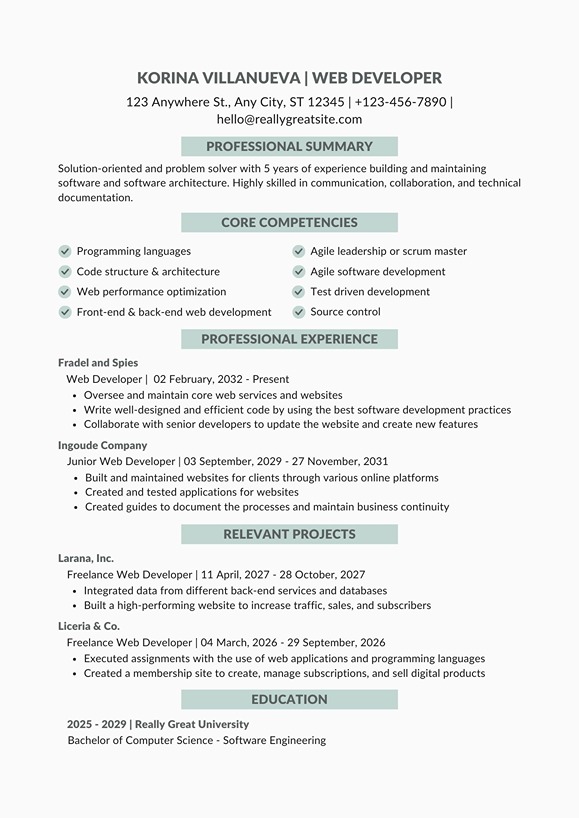 KORINA VILLANUEVA | WEB DEVELOPER
123 Anywhere St., Any City, ST 12345 | +123-456-7890 |
hello@reallygreatsite.com
PROFESSIONAL SUMMARY
Solution-oriented and problem solver with 5 years of experience building and maintaining
software and software architecture. Highly skilled in communication, collaboration, and technical
documentation.
CORE COMPETENCIES
Programming languages
Code structure & architecture
Web performance optimization
Front-end & back-end web development
Agile leadership or scrum master
Agile software development
Test driven development
Source control
PROFESSIONAL EXPERIENCE
Fradel and Spies
Web Developer | 02 February, 2032 - Present
• Oversee and maintain core web services and websites
• Write well-designed and efficient code by using the best software development practices
• Collaborate with senior developers to update the website and create new features
Ingoude Company
Junior Web Developer | 03 September, 2029 - 27 November, 2031
• Built and maintained websites for clients through various online platforms
• Created and tested applications for websites
• Created guides to document the processes and maintain business continuity
RELEVANT PROJECTS
Larana, Inc.
Freelance Web Developer | 11 April, 2027 - 28 October, 2027
• Integrated data from different back-end services and databases
• Built a high-performing website to increase traffic, sales, and subscribers
Liceria & Co.
Freelance Web Developer | 04 March, 2026 - 29 September, 2026
• Executed assignments with the use of web applications and programming languages
• Created a membership site to create, manage subscriptions, and sell digital products
EDUCATION
2025 - 2029 | Really Great University
Bachelor of Computer Science - Software Engineering